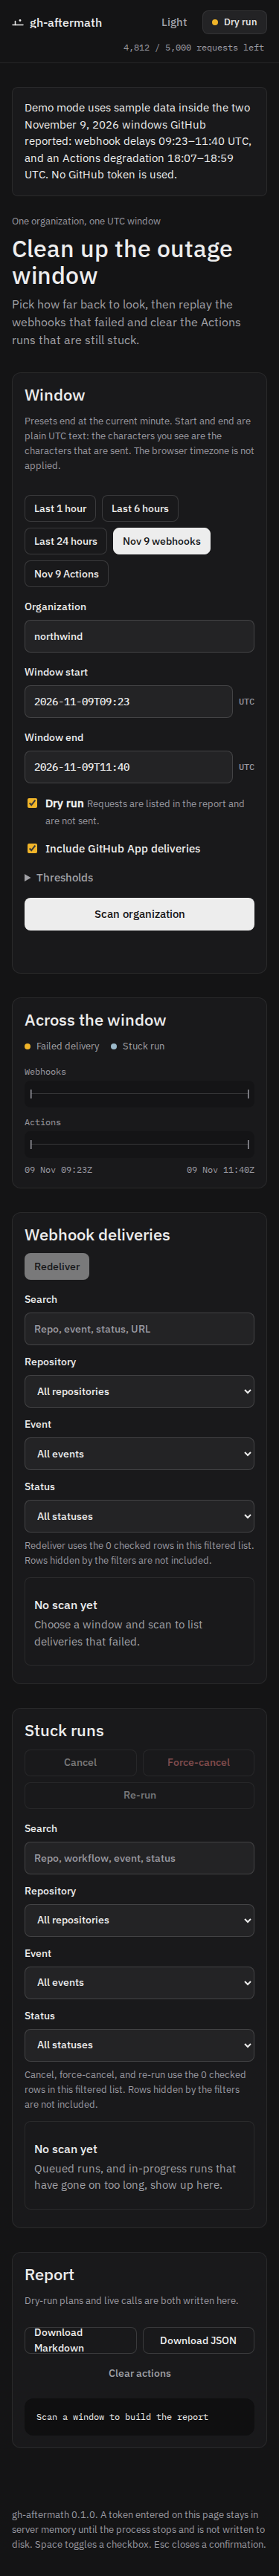 gh-aftermath
Light
Dry run
4,812 / 5,000 requests left
Demo mode uses sample data inside the two
November 9, 2026 windows GitHub
reported: webhook delays 09:23–11:40 UTC,
and an Actions degradation 18:07–18:59
UTC. No GitHub token is used.
One organization, one UTC window
Clean up the outage
window
Pick how far back to look, then replay the
webhooks that failed and clear the Actions
runs that are still stuck.
Window
Presets end at the current minute. Start and end are
plain UTC text: the characters you see are the
characters that are sent. The browser timezone is not
applied.
Last 1 hour
Last 6 hours
Last 24 hours
Nov 9 webhooks
Nov 9 Actions
Organization
northwind
Window start
2026-11-09T09:23
UTC
Window end
2026-11-09T11:40
UTC
Dry run Requests are listed in the report and
are not sent.
Include GitHub App deliveries
Thresholds
Scan organization
Across the window
Failed delivery
Stuck run
Webhooks
Actions
09 Nov 09:23Z
09 Nov 11:40Z
Webhook deliveries
Redeliver
Search
Repo, event, status, URL
Repository
All repositories
Event
All events
Status
All statuses
Redeliver uses the 0 checked rows in this filtered list.
Rows hidden by the filters are not included.
No scan yet
Choose a window and scan to list
deliveries that failed.
Stuck runs
Cancel
Force-cancel
Re-run
Search
Repo, workflow, event, status
Repository
All repositories
Event
All events
Status
All statuses
Cancel, force-cancel, and re-run use the 0 checked
rows in this filtered list. Rows hidden by the filters
are not included.
No scan yet
Queued runs, and in-progress runs that
have gone on too long, show up here.
Report
Dry-run plans and live calls are both written here.
Download
Markdown
Download JSON
Clear actions
Scan a window to build the report
gh-aftermath 0.1.0. A token entered on this page stays in
server memory until the process stops and is not written to
disk. Space toggles a checkbox. Esc closes a confirmation.